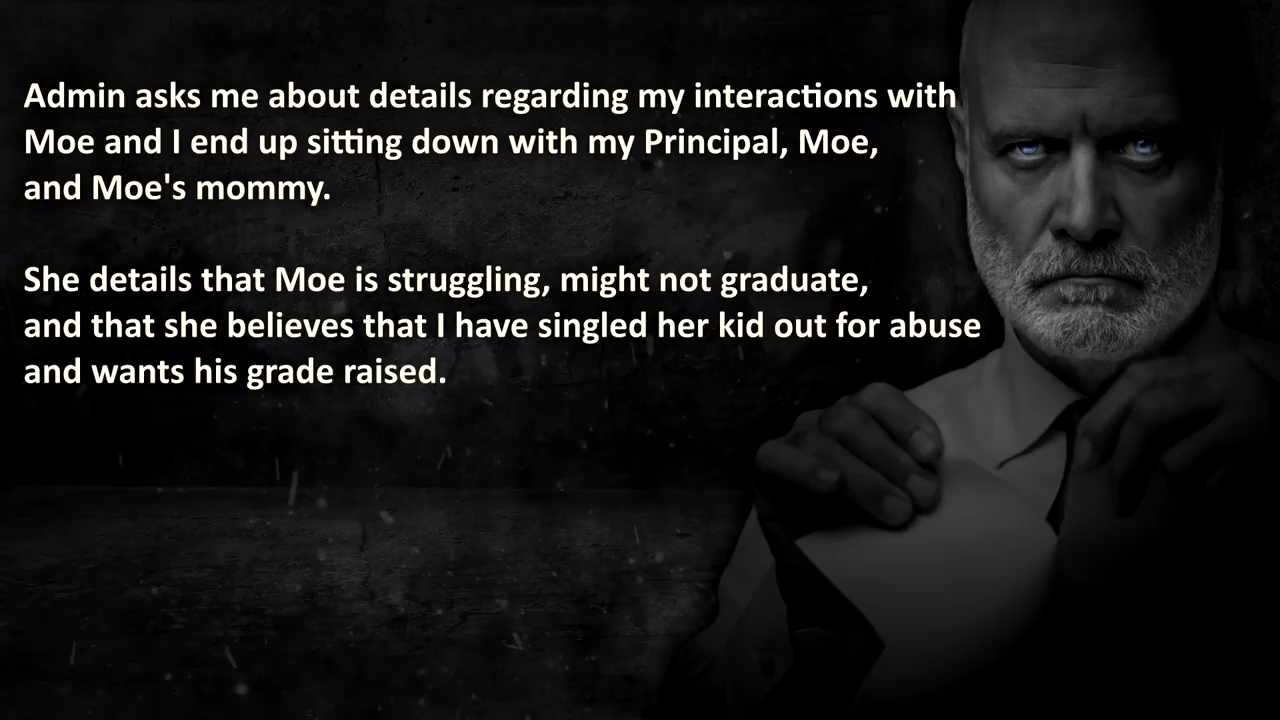 Admin asks me about details regarding my interactions with
Moe and I end up sitting down with my Principal, Moe,
and Moe's mommy.
She details that Moe is struggling, might not graduate,
and that she believes that I have singled her kid out for abuse
and wants his grade raised.